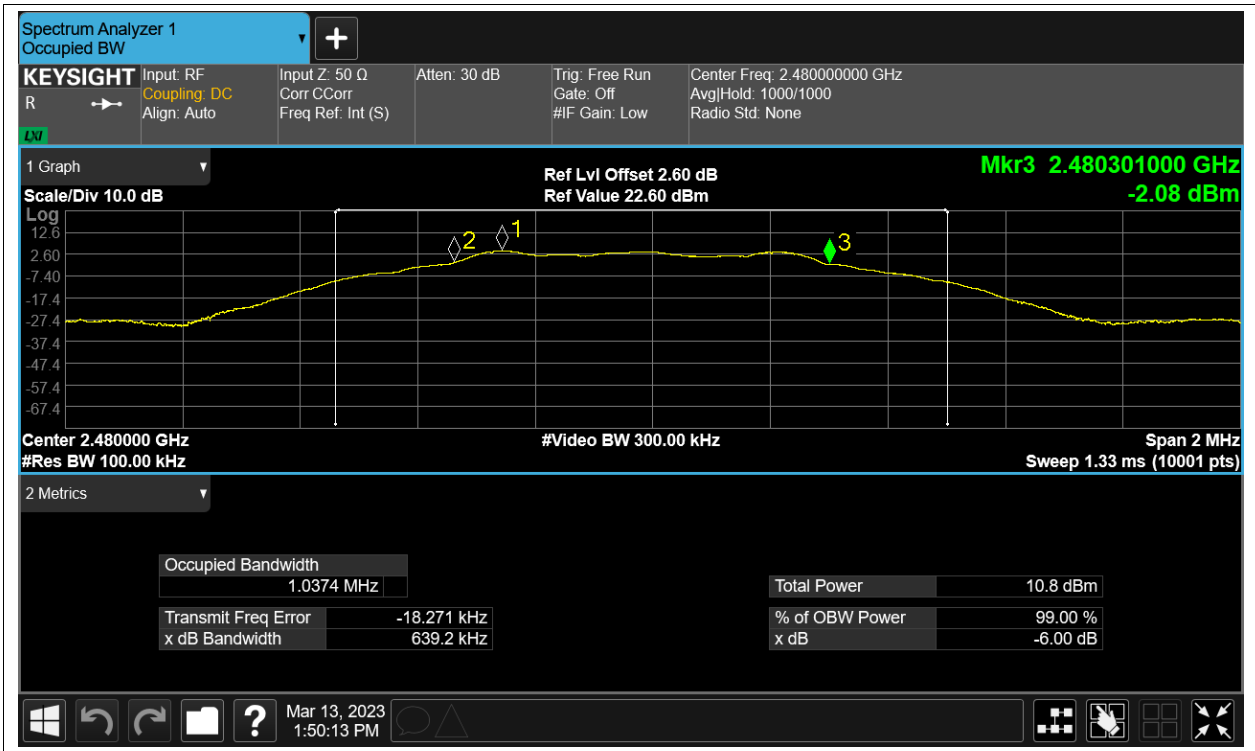 Spectrum Analyzer 1
Occupied BW
KEYSIGHT
R
LXI
Input: RF
Coupling: DC
Align: Auto
Input Z: 50 Ω
Corr CCorr
Freq Ref: Int (S)
Atten: 30 dB
Trig: Free Run
Gate: Off
#IF Gain: Low
Center Freq: 2.480000000 GHz
Avg|Hold: 1000/1000
Radio Std: None
1 Graph
Scale/Div 10.0 dB
Ref Lvl Offset 2.60 dB
Ref Value 22.60 dBm
Mkr3 2.480301000 GHz
-2.08 dBm
Log
12.6
2.60
-7.40
-17.4
-27.4
-37.4
-47.4
-57.4
-67.4
2
1
3
Center 2.480000 GHz
#Res BW 100.00 kHz
#Video BW 300.00 kHz
Span 2 MHz
Sweep 1.33 ms (10001 pts)
2 Metrics
Occupied Bandwidth
1.0374 MHz
Transmit Freq Error -18.271 kHz
x dB Bandwidth 639.2 kHz
Total Power 10.8 dBm
% of OBW Power 99.00 %
x dB -6.00 dB
?
Mar 13, 2023
1:50:13 PM